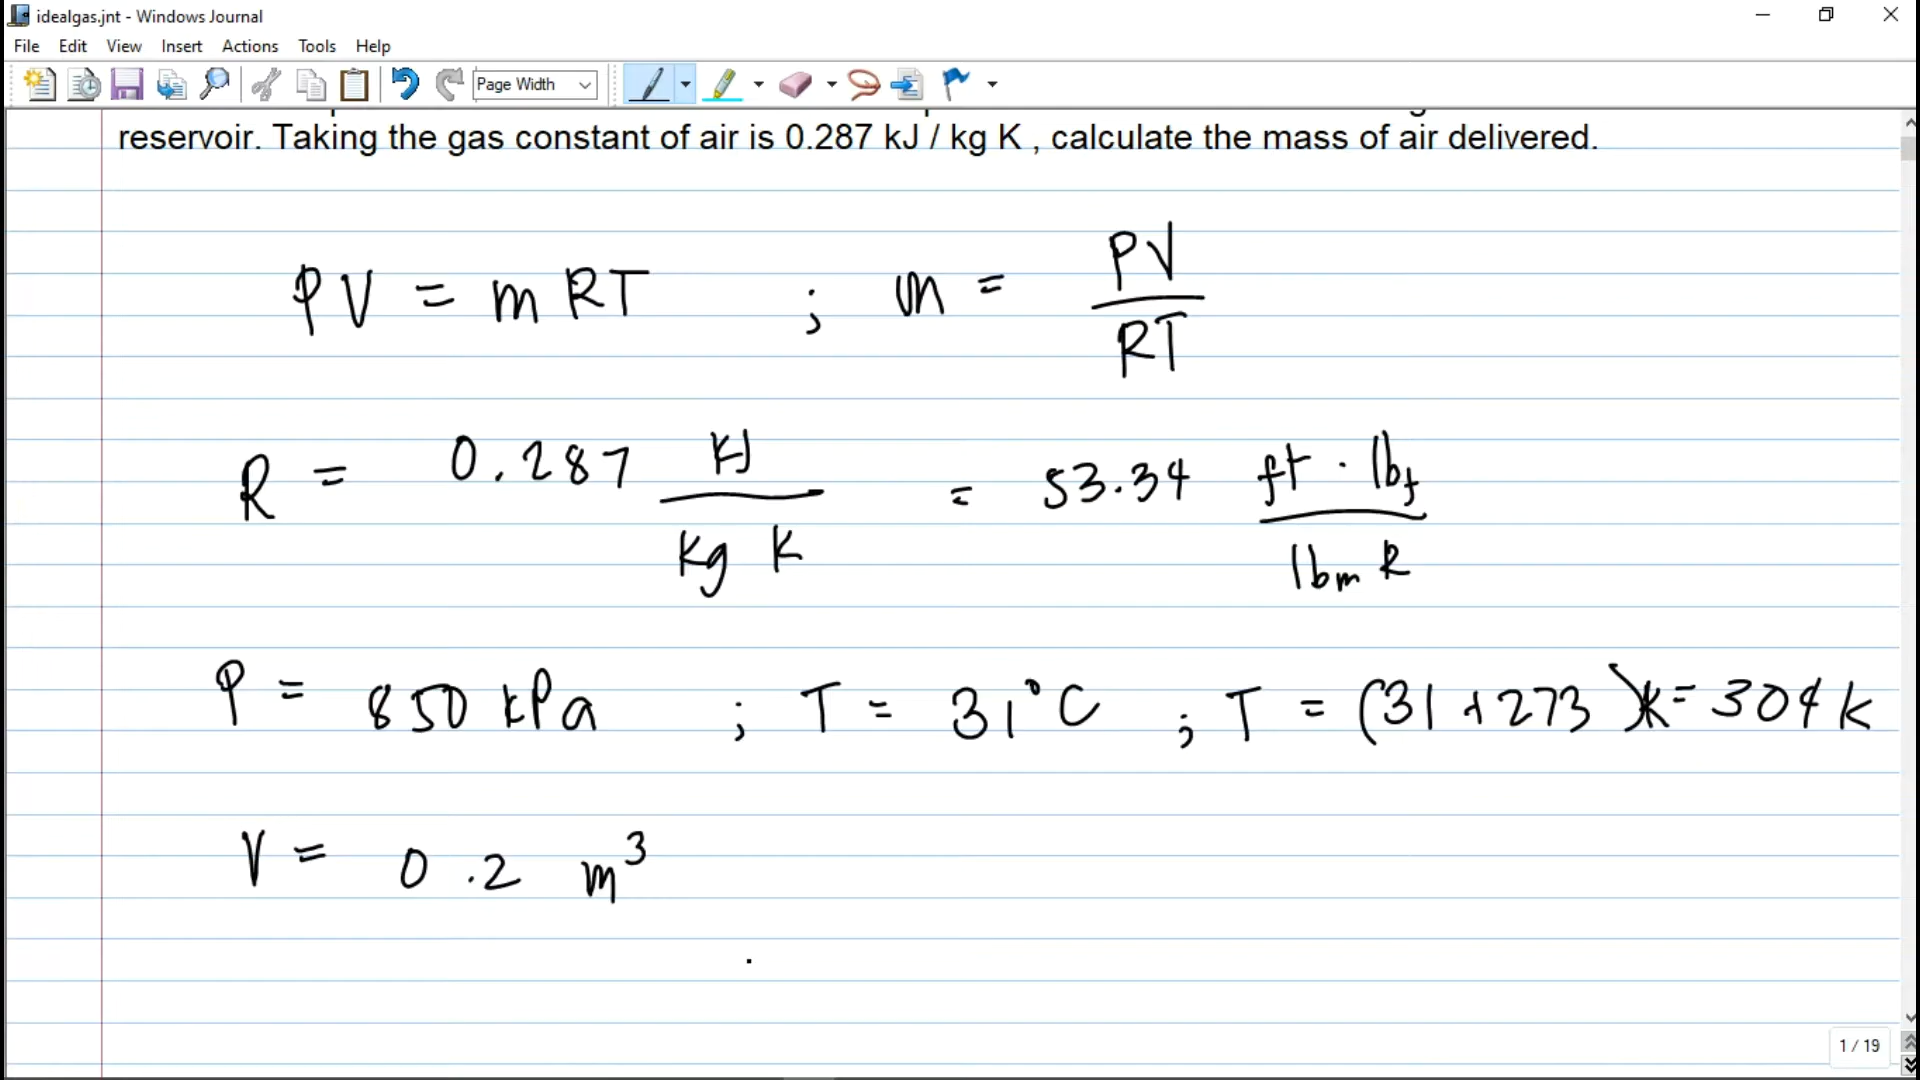 idealgas.jnt - Windows Journal
File Edit View Insert Actions Tools Help
Page Width
reservoir. Taking the gas constant of air is 0.287 kJ / kg K , calculate the mass of air delivered.
PV = mRT ; m = PV / RT
R = 0.287 kJ / kg K = 53.34 ft · lbf / lbm R
P = 850 kPa ; T = 31°C ; T = (31 + 273)K = 304 K
V = 0.2 m³
1 / 19